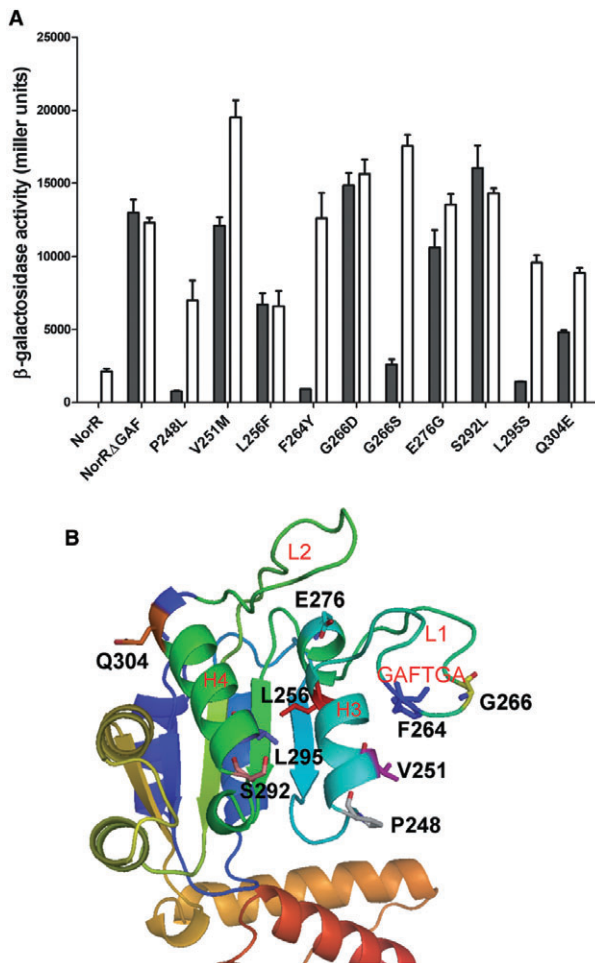 A
β-galactosidase activity (miller units)
25000
20000
15000
10000
5000
0
NorR
NorRΔGAF
P248L
V251M
L256F
F264Y
G266D
G266S
E276G
S292L
L295S
Q304E
B
L2
E276
L1
Q304
GAFTGA
H4
L256
G266
H3
F264
L295
V251
S292
P248